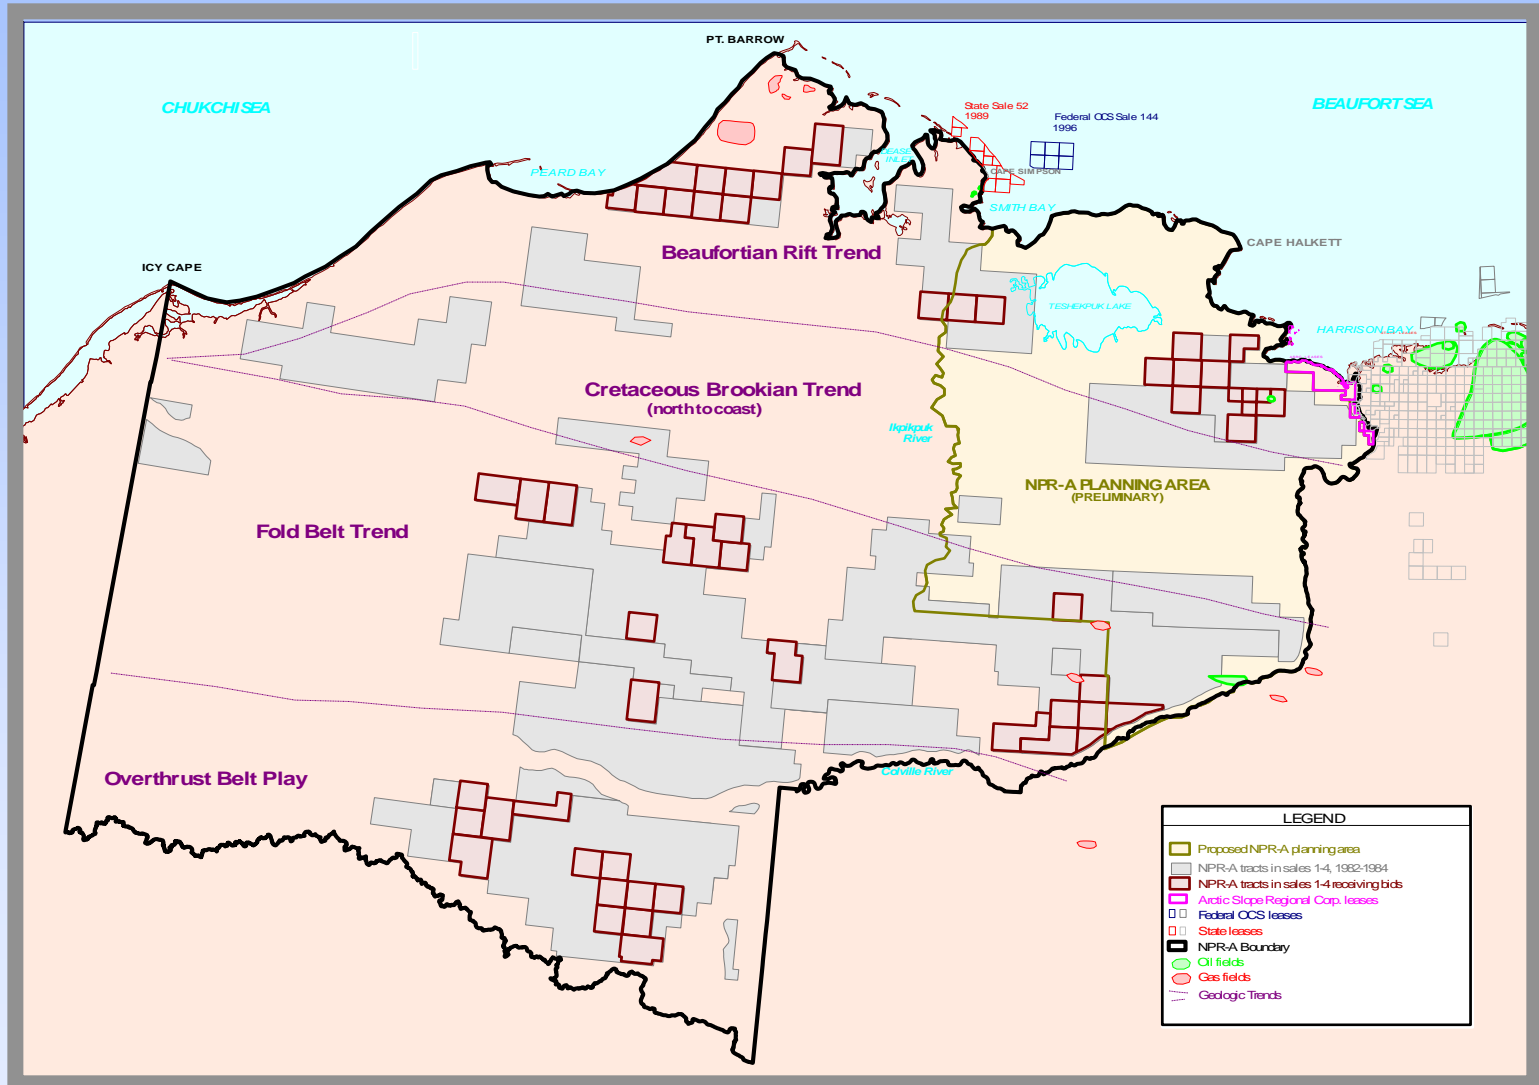 PT. BARROW
CHUKCHI SEA
BEAUFORT SEA
State Sale 52
1989
Federal OCS Sale 144
1996
PEARD BAY
DEASE
INLET
CAPE SIMPSON
SMITH BAY
CAPE HALKETT
Beaufortian Rift Trend
ICY CAPE
TESHEKPUK LAKE
HARRISON BAY
Cretaceous Brookian Trend
(north to coast)
Ikpikpuk
River
NPR-A PLANNING AREA
(PRELIMINARY)
Fold Belt Trend
Overthrust Belt Play
Colville River
LEGEND
Proposed NPR-A planning area
NPR-A tracts in sales 1-4, 1982-1984
NPR-A tracts in sales 1-4 receiving bids
Arctic Slope Regional Corp. leases
Federal OCS leases
State leases
NPR-A Boundary
Oil fields
Gas fields
Geologic Trends